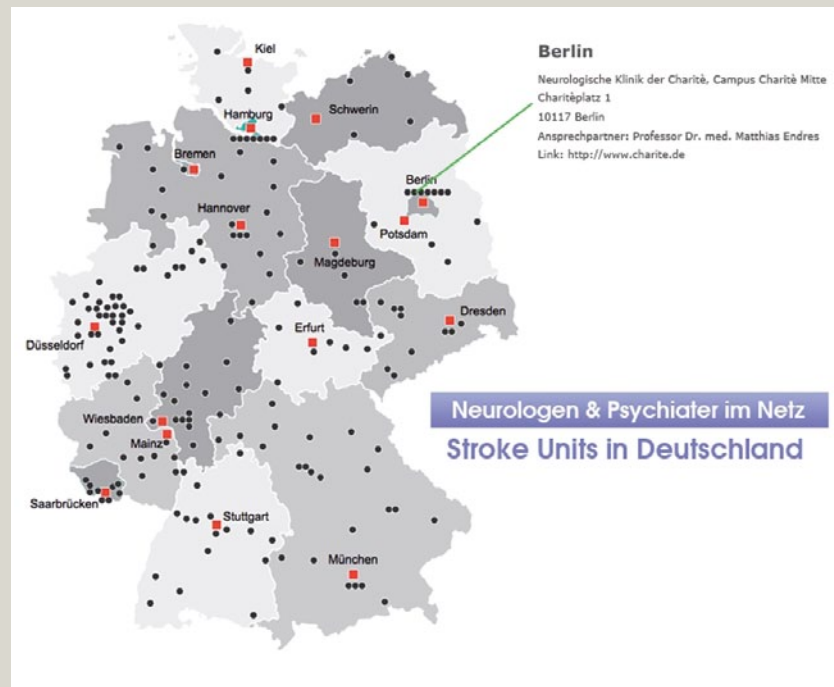 Kiel
Hamburg
Schwerin
Bremen
Berlin
Hannover
Potsdam
Magdeburg
Düsseldorf
Erfurt
Dresden
Wiesbaden
Mainz
Saarbrücken
Stuttgart
München
Berlin
Neurologische Klinik der Charitè, Campus Charitè Mitte
Charitèplatz 1
10117 Berlin
Ansprechpartner: Professor Dr. med. Matthias Endres
Link: http://www.charite.de
Neurologen & Psychiater im Netz
Stroke Units in Deutschland